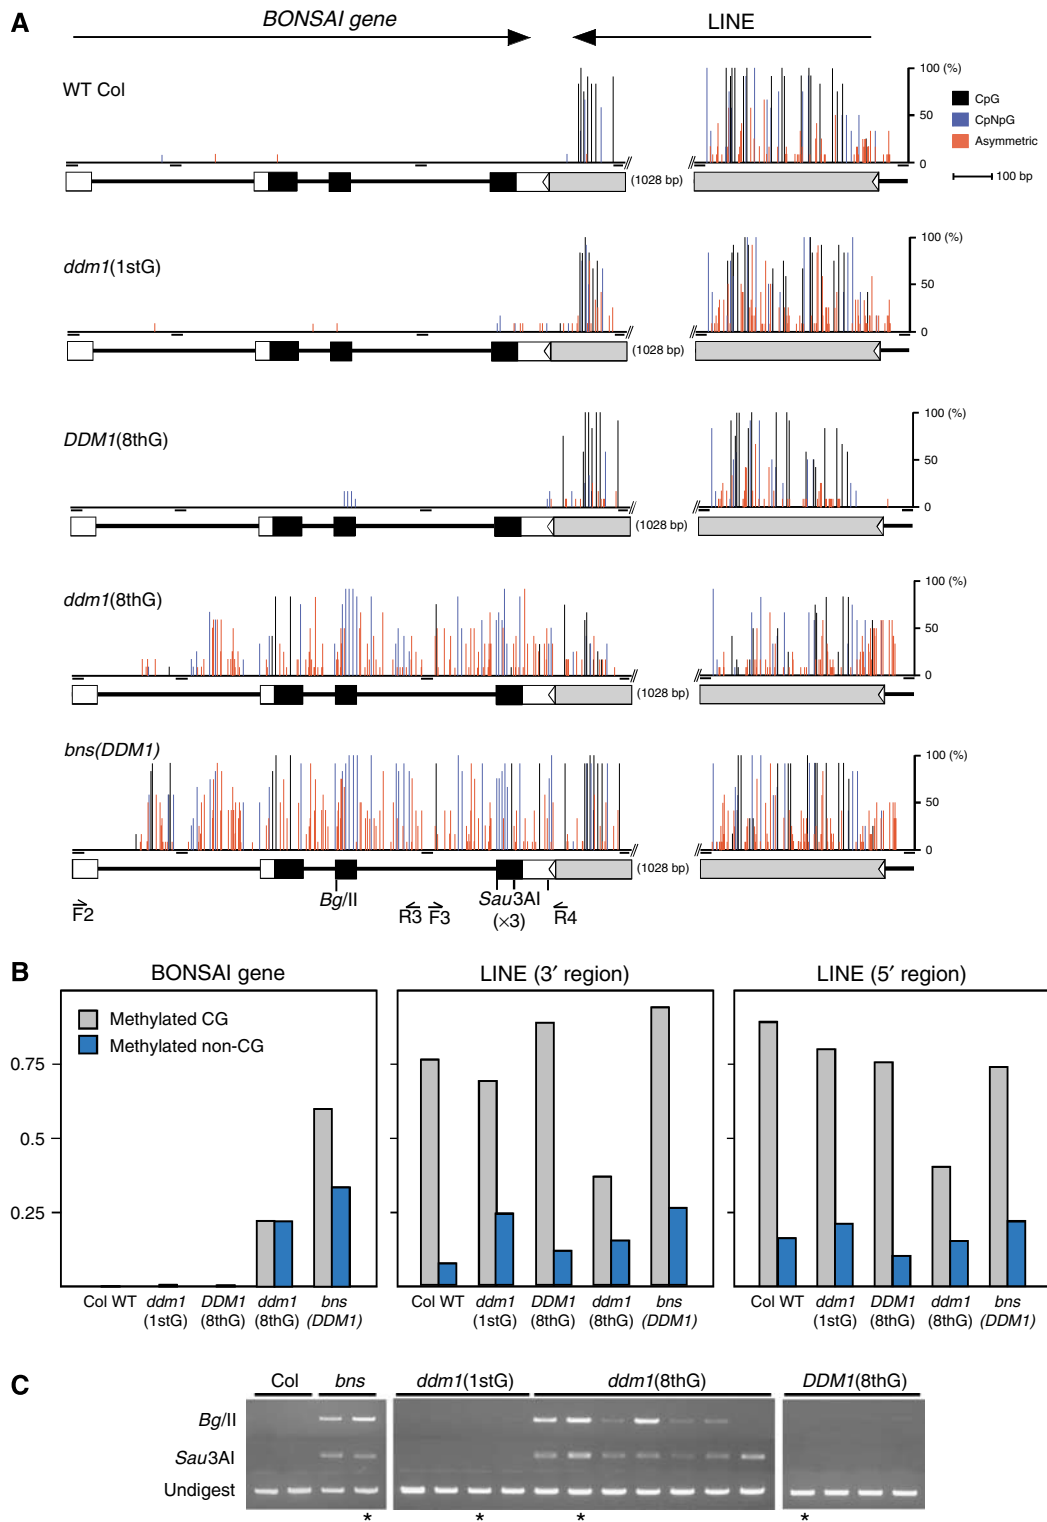 A
BONSAI gene
LINE
WT Col
100 (%)
50
0
CpG
CpNpG
Asymmetric
100 bp
(1028 bp)
ddm1(1stG)
100 (%)
50
0
(1028 bp)
DDM1(8thG)
100 (%)
50
0
(1028 bp)
ddm1(8thG)
100 (%)
50
0
(1028 bp)
bns(DDM1)
100 (%)
50
0
(1028 bp)
BglII
Sau3AI
(×3)
F2
R3
F3
R4
B
BONSAI gene
LINE (3′ region)
LINE (5′ region)
Methylated CG
Methylated non-CG
0.75
0.5
0.25
Col WT ddm1 DDM1 ddm1 bns
(1stG) (8thG) (8thG) (DDM1)
Col WT ddm1 DDM1 ddm1 bns
(1stG) (8thG) (8thG) (DDM1)
Col WT ddm1 DDM1 ddm1 bns
(1stG) (8thG) (8thG) (DDM1)
C
Col bns ddm1(1stG) ddm1(8thG) DDM1(8thG)
BglII
Sau3AI
Undigest
* * * *